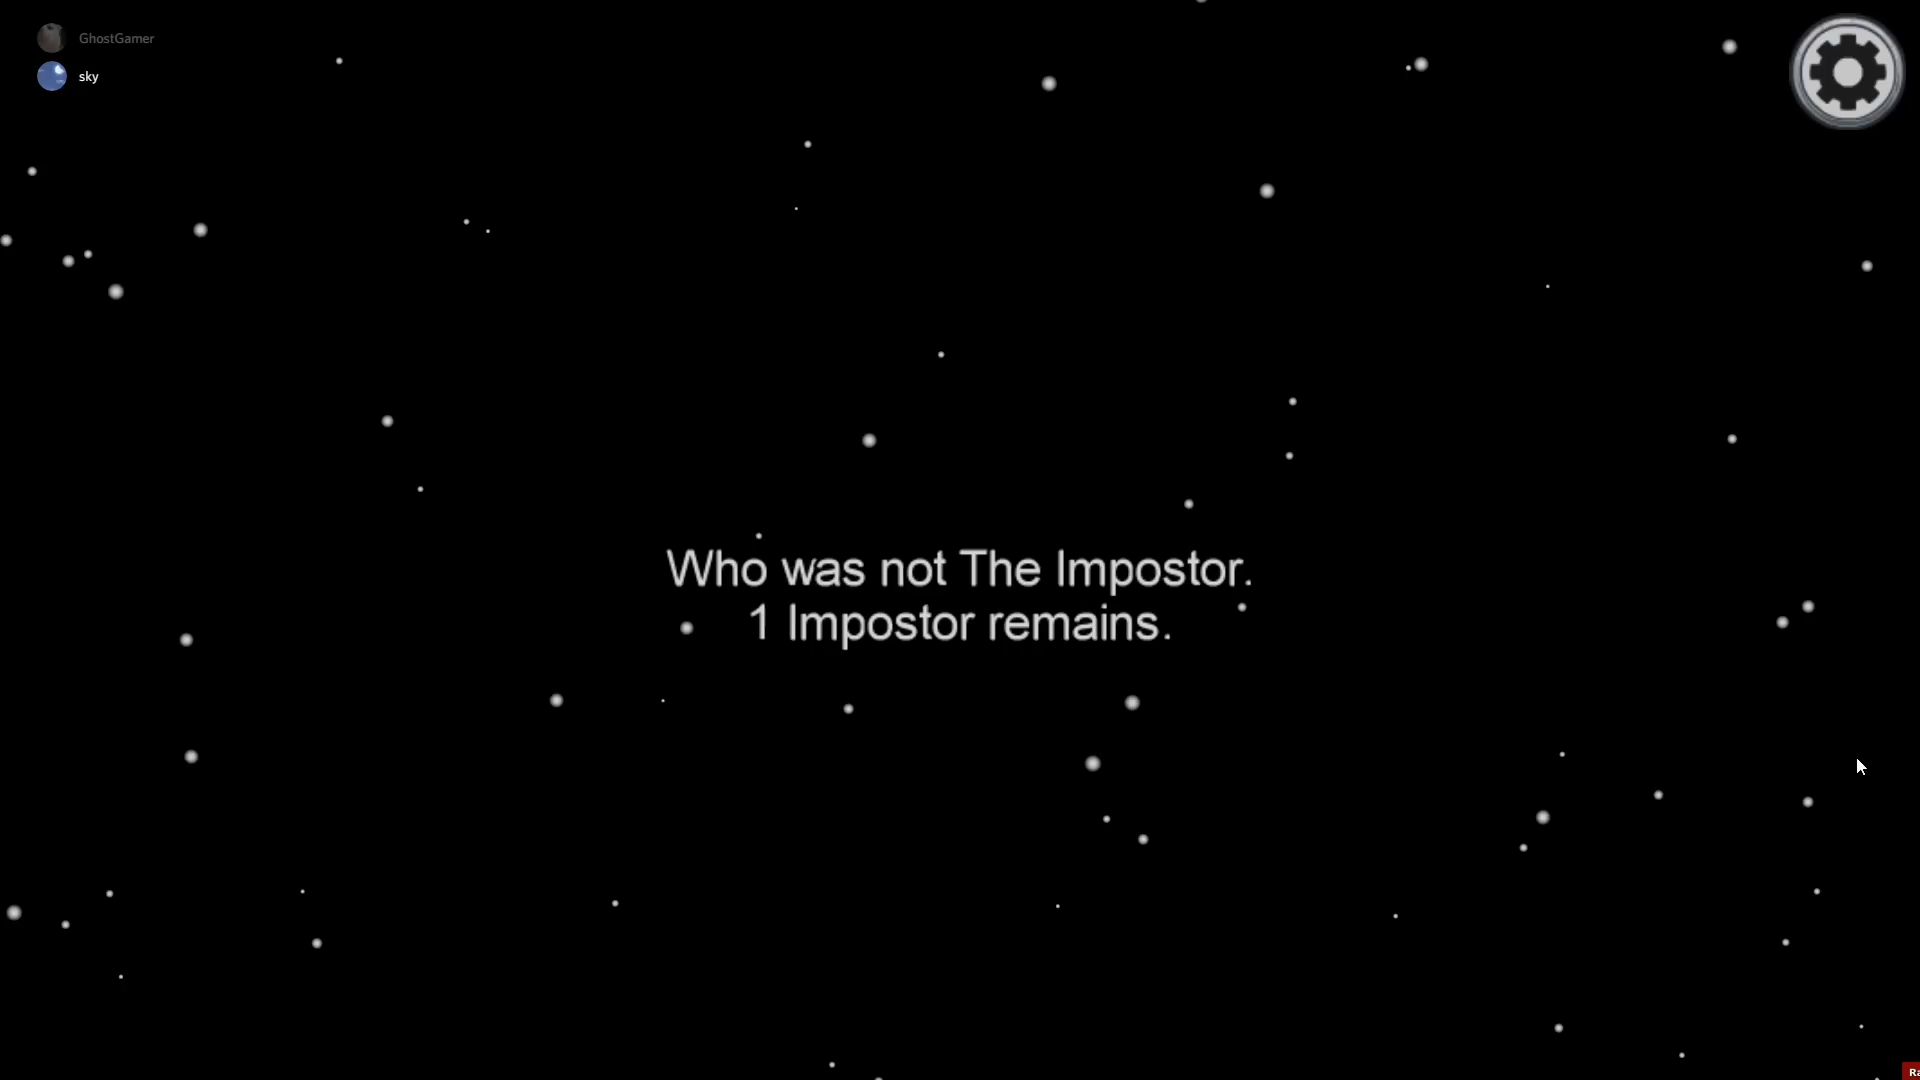 GhostGamer
sky
Who was not The Impostor.
1 Impostor remains.